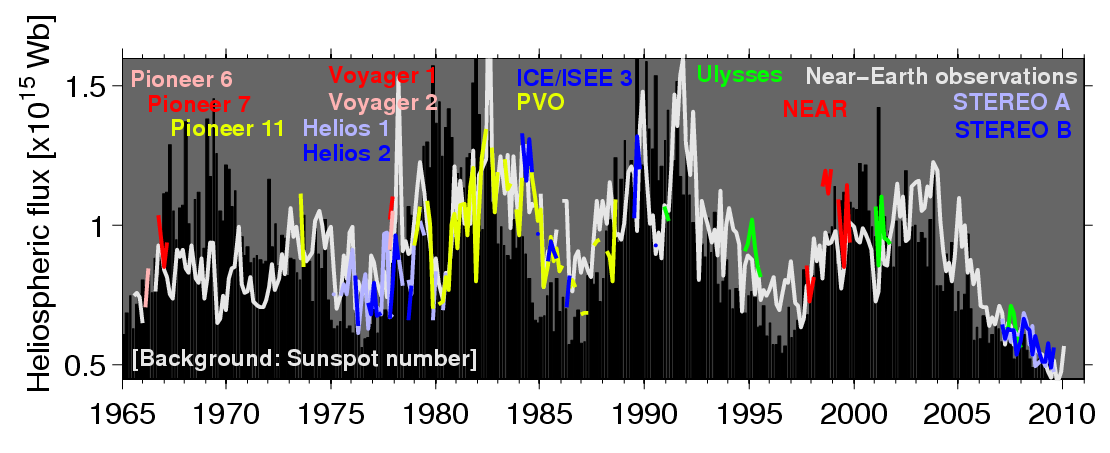 Heliospheric flux [x10^15 Wb]
1.5
1
0.5
Pioneer 6
Pioneer 7
Pioneer 11
Voyager 1
Voyager 2
Helios 1
Helios 2
ICE/ISEE 3
PVO
Ulysses
NEAR
Near−Earth observations
STEREO A
STEREO B
[Background: Sunspot number]
1965 1970 1975 1980 1985 1990 1995 2000 2005 2010